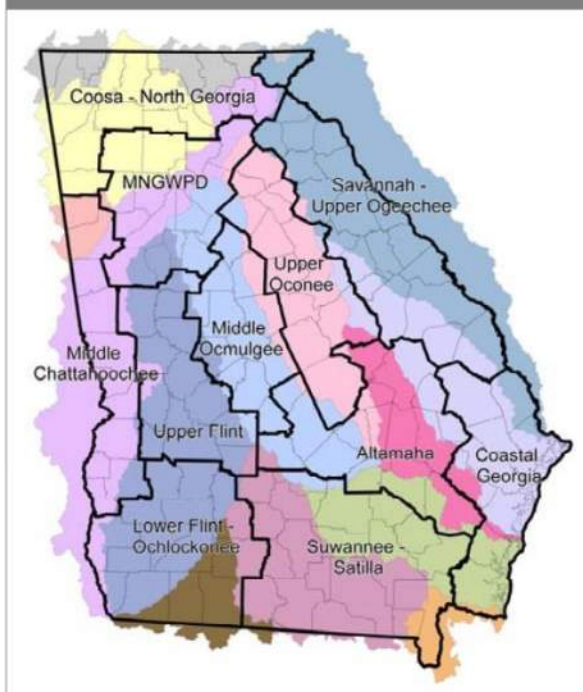 Coosa - North Georgia
MNGWPD
Savannah -
Upper Ogeechee
Upper
Oconee
Middle
Ocmulgee
Middle
Chattahoochee
Upper Flint
Altamaha
Coastal
Georgia
Lower Flint -
Ochlockonee
Suwannee -
Satilla